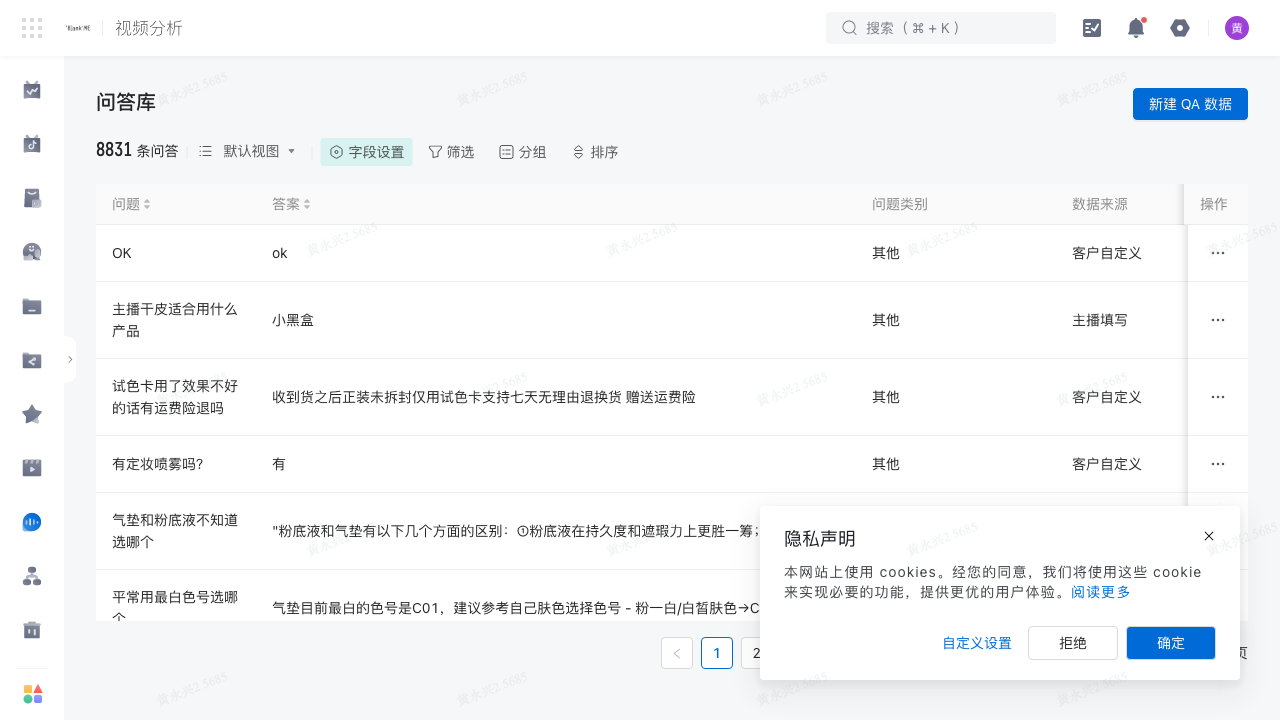 视频分析
搜索（⌘ + K）
黄
问答库
新建 QA 数据
8831 条问答
默认视图
字段设置
筛选
分组
排序
问题
答案
问题类别
数据来源
操作
OK
ok
其他
客户自定义
主播干皮适合用什么
产品
小黑盒
其他
主播填写
试色卡用了效果不好
的话有运费险退吗
收到货之后正装未拆封仅用试色卡支持七天无理由退换货 赠送运费险
其他
客户自定义
有定妆喷雾吗?
有
其他
客户自定义
气垫和粉底液不知道
选哪个
"粉底液和气垫有以下几个方面的区别：①粉底液在持久度和遮瑕力上更胜一筹；
平常用最白色号选哪
个
气垫目前最白的色号是C01，建议参考自己肤色选择色号 - 粉一白/白皙肤色→C
1
2
页
隐私声明
本网站上使用 cookies。经您的同意，我们将使用这些 cookie
来实现必要的功能，提供更优的用户体验。阅读更多
自定义设置
拒绝
确定
黄永兴2 5685